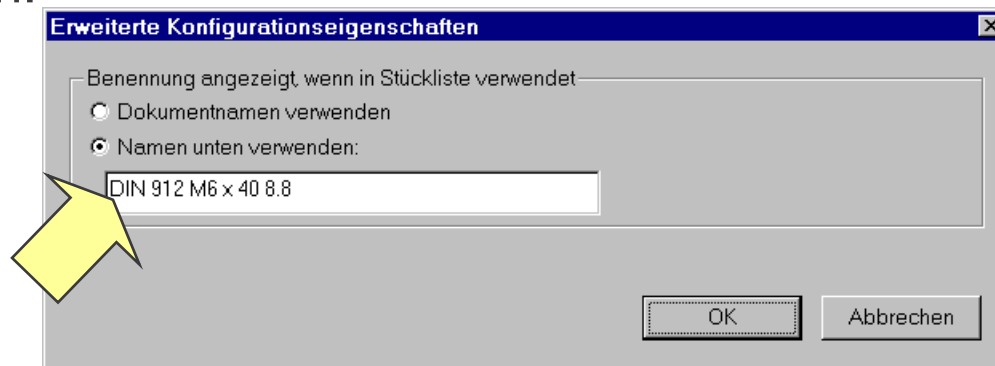 Erweiterte Konfigurationseigenschaften
Benennung angezeigt, wenn in Stückliste verwendet
Dokumentnamen verwenden
Namen unten verwenden:
DIN 912 M6 x 40 8.8
OK
Abbrechen